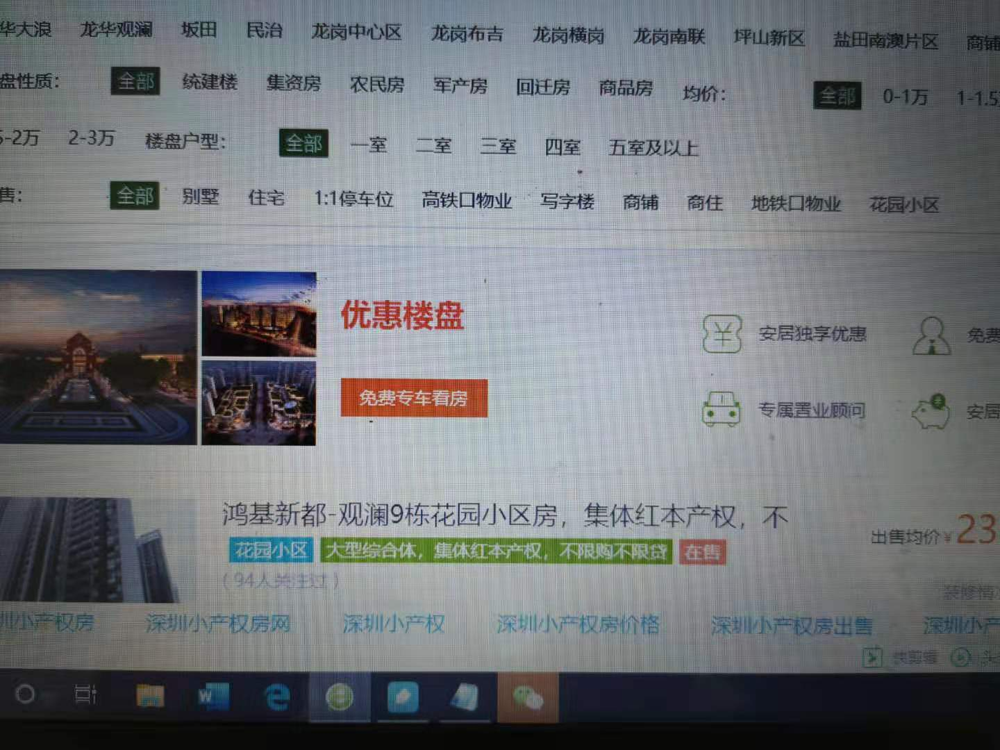 华大浪 龙华观澜 坂田 民治 龙岗中心区 龙岗布吉 龙岗横岗 龙岗南联 坪山新区 盐田南澳片区 商铺
盘性质： 全部 统建楼 集资房 农民房 军产房 回迁房 商品房 均价： 全部 0-1万 1-1.5
5-2万 2-3万 楼盘户型： 全部 一室 二室 三室 四室 五室及以上
售： 全部 别墅 住宅 1:1停车位 高铁口物业 写字楼 商铺 商住 地铁口物业 花园小区
优惠楼盘
安居独享优惠 免费
免费专车看房
专属置业顾问 安居
鸿基新都-观澜9栋花园小区房，集体红本产权，不
出售均价¥23
花园小区 大型综合体，集体红本产权，不限购不限贷 在售
（94人关注过）
装修情
圳小产权房 深圳小产权房网 深圳小产权 深圳小产权房价格 深圳小产权房出售 深圳小产
快剪辑 头